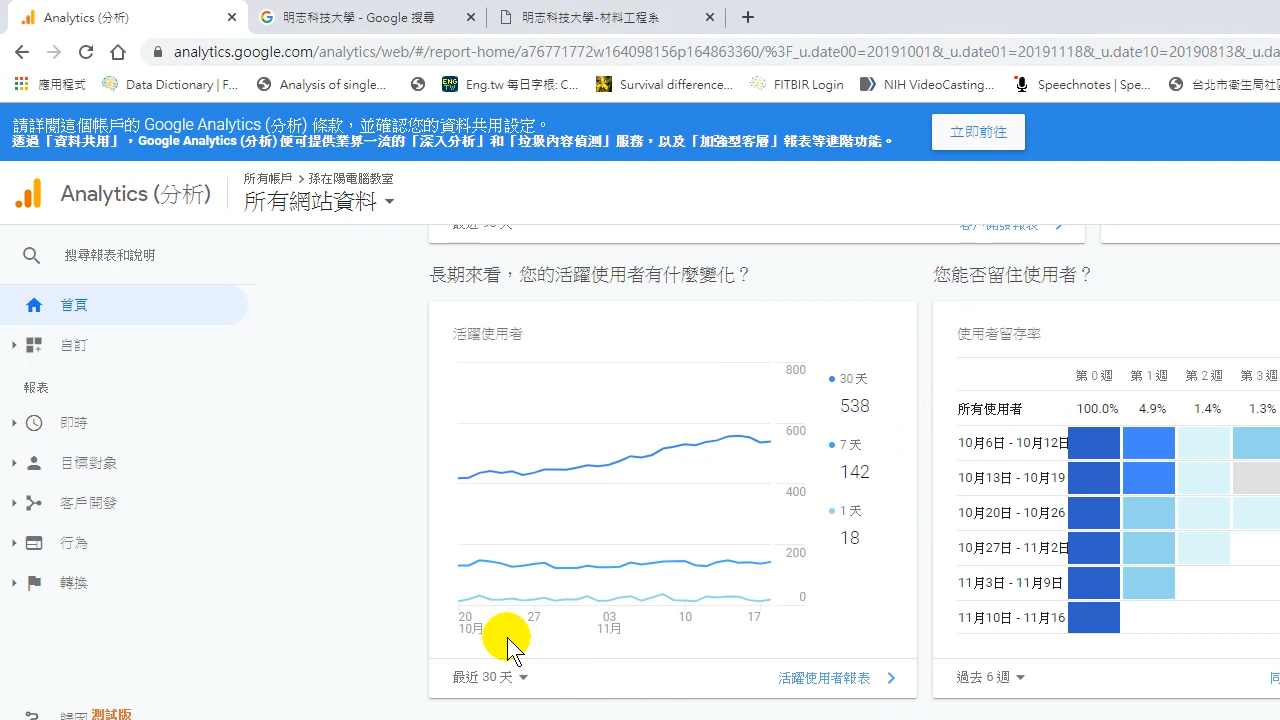 Analytics (分析)
明志科技大學 - Google 搜尋
明志科技大學-材料工程系
analytics.google.com/analytics/web/#/report-home/a76771772w164098156p164863360/%3F_u.date00=20191001&_u.date01=20191118&_u.date10=20190813&_u.da
應用程式
Data Dictionary | F...
Analysis of single...
Eng.tw 每日字根: C...
Survival difference...
FITBIR Login
NIH VideoCasting...
Speechnotes | Spe...
台北市衛生局社區
請詳閱這個帳戶的 Google Analytics (分析) 條款，並確認您的資料共用設定。
透過「資料共用」，Google Analytics (分析) 便可提供業界一流的「深入分析」和「垃圾內容偵測」服務，以及「加強型客層」報表等進階功能。
立即前往
Analytics (分析)
所有帳戶 > 孫在陽電腦教室
所有網站資料
搜尋報表和說明
首頁
自訂
報表
即時
目標對象
客戶開發
行為
轉換
歸因 測試版
最近 90 天
客戶開發報表
長期來看，您的活躍使用者有什麼變化？
活躍使用者
800
600
400
200
0
20
10月
27
03
11月
10
17
30 天
538
7 天
142
1 天
18
最近 30 天
活躍使用者報表
您能否留住使用者？
使用者留存率
第 0 週 第 1 週 第 2 週 第 3 週
所有使用者 100.0% 4.9% 1.4% 1.3%
10月6日 - 10月12日
10月13日 - 10月19
10月20日 - 10月26
10月27日 - 11月2日
11月3日 - 11月9日
11月10日 - 11月16
過去 6 週
同